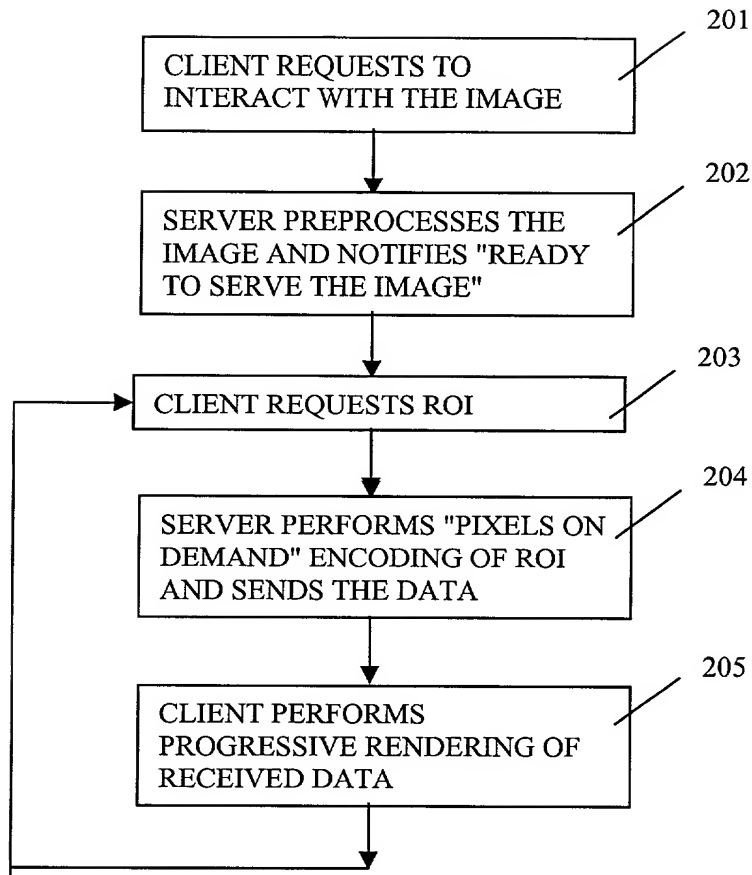 201
CLIENT REQUESTS TO
INTERACT WITH THE IMAGE
202
SERVER PREPROCESSES THE
IMAGE AND NOTIFIES "READY
TO SERVE THE IMAGE"
203
CLIENT REQUESTS ROI
204
SERVER PERFORMS "PIXELS ON
DEMAND" ENCODING OF ROI
AND SENDS THE DATA
205
CLIENT PERFORMS
PROGRESSIVE RENDERING OF
RECEIVED DATA